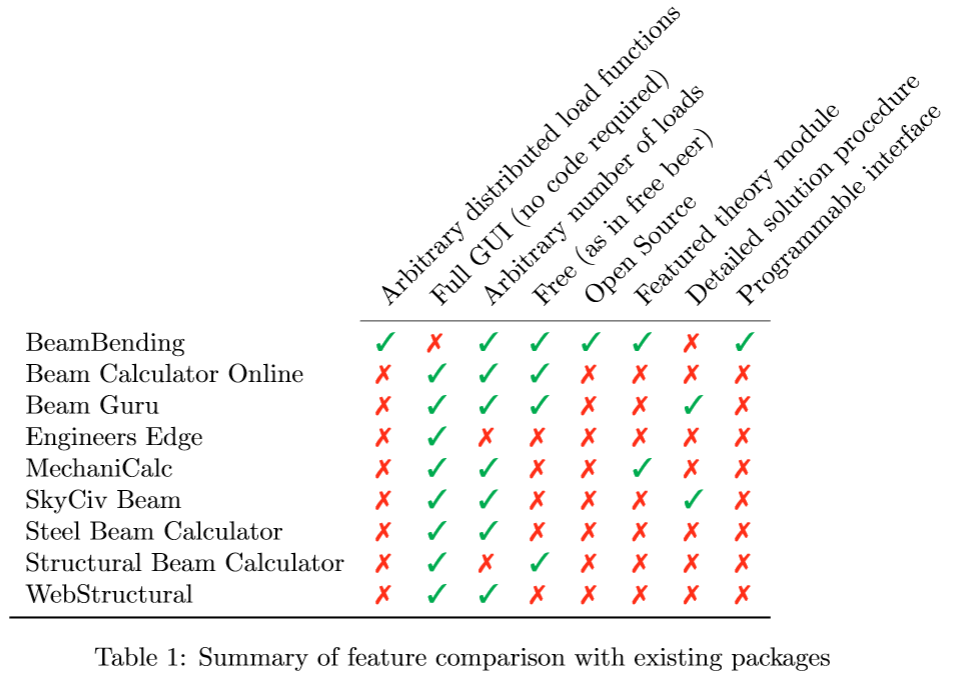 Arbitrary distributed load functions
Full GUI (no code required)
Arbitrary number of loads
Free (as in free beer)
Open Source
Featured theory module
Detailed solution procedure
Programmable interface
BeamBending ✓ ✗ ✓ ✓ ✓ ✓ ✗ ✓
Beam Calculator Online ✗ ✓ ✓ ✓ ✗ ✗ ✗ ✗
Beam Guru ✗ ✓ ✓ ✓ ✗ ✗ ✓ ✗
Engineers Edge ✗ ✓ ✗ ✗ ✗ ✗ ✗ ✗
MechaniCalc ✗ ✓ ✓ ✗ ✗ ✓ ✗ ✗
SkyCiv Beam ✗ ✓ ✓ ✗ ✗ ✗ ✓ ✗
Steel Beam Calculator ✗ ✓ ✓ ✗ ✗ ✗ ✗ ✗
Structural Beam Calculator ✗ ✓ ✗ ✓ ✗ ✗ ✗ ✗
WebStructural ✗ ✓ ✓ ✗ ✗ ✗ ✗ ✗
Table 1: Summary of feature comparison with existing packages